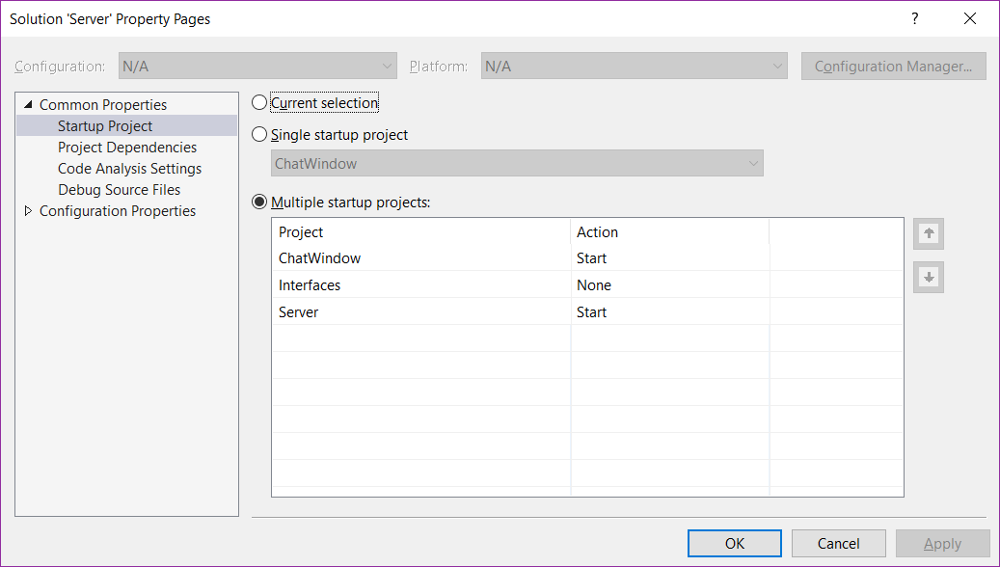 Solution 'Server' Property Pages ?
Configuration: N/A Platform: N/A Configuration Manager...
Common Properties
Startup Project
Project Dependencies
Code Analysis Settings
Debug Source Files
Configuration Properties
Current selection
Single startup project
ChatWindow
Multiple startup projects:
Project Action
ChatWindow Start
Interfaces None
Server Start
OK Cancel Apply